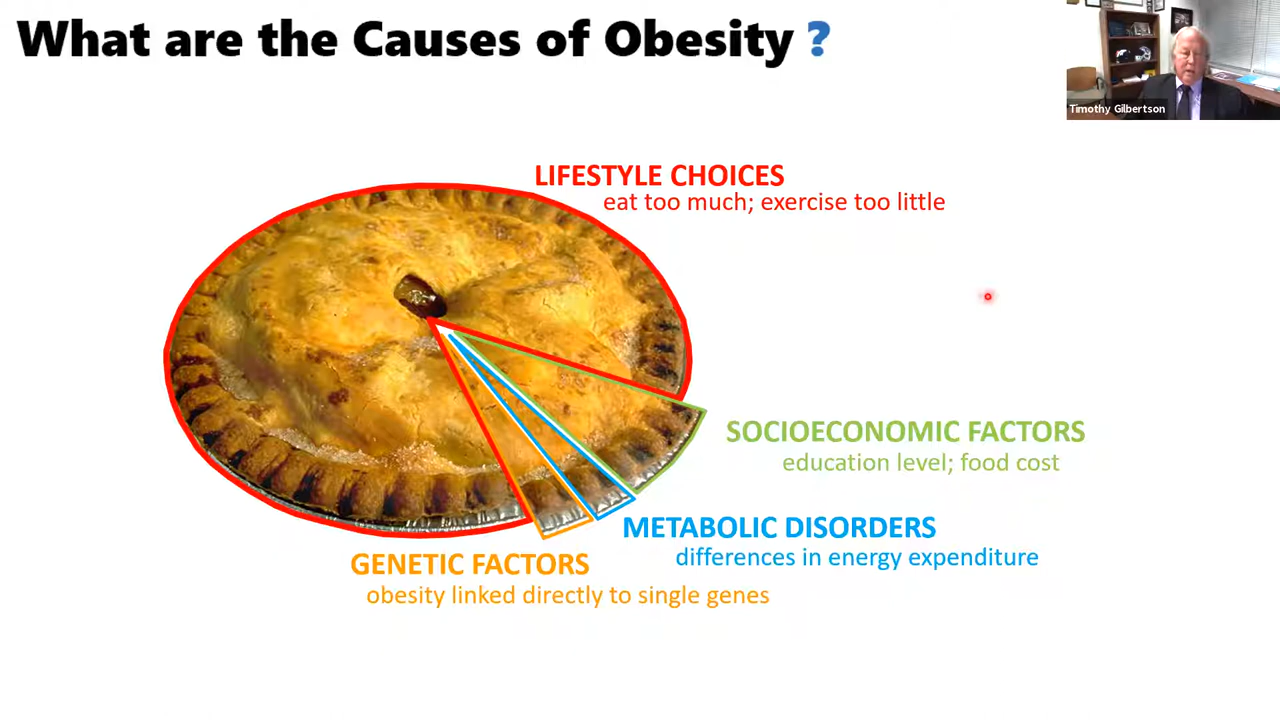 What are the Causes of Obesity ?
Timothy Gilbertson
LIFESTYLE CHOICES
eat too much; exercise too little
SOCIOECONOMIC FACTORS
education level; food cost
METABOLIC DISORDERS
differences in energy expenditure
GENETIC FACTORS
obesity linked directly to single genes